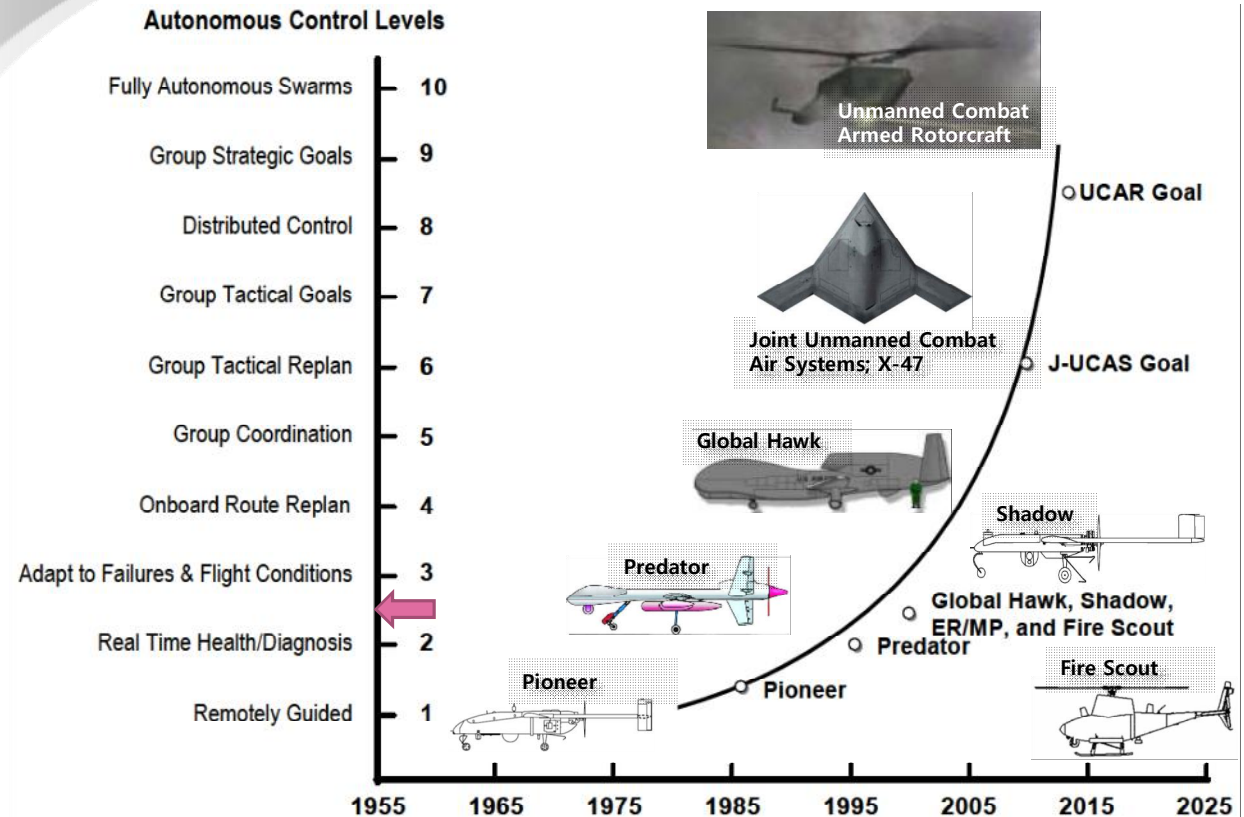 Autonomous Control Levels
Fully Autonomous Swarms 10
Group Strategic Goals 9
Distributed Control 8
Group Tactical Goals 7
Group Tactical Replan 6
Group Coordination 5
Onboard Route Replan 4
Adapt to Failures & Flight Conditions 3
Real Time Health/Diagnosis 2
Remotely Guided 1
Unmanned Combat
Armed Rotorcraft
UCAR Goal
Joint Unmanned Combat
Air Systems; X-47
J-UCAS Goal
Global Hawk
Shadow
Predator
Global Hawk, Shadow,
ER/MP, and Fire Scout
Predator
Fire Scout
Pioneer
Pioneer
1955 1965 1975 1985 1995 2005 2015 2025